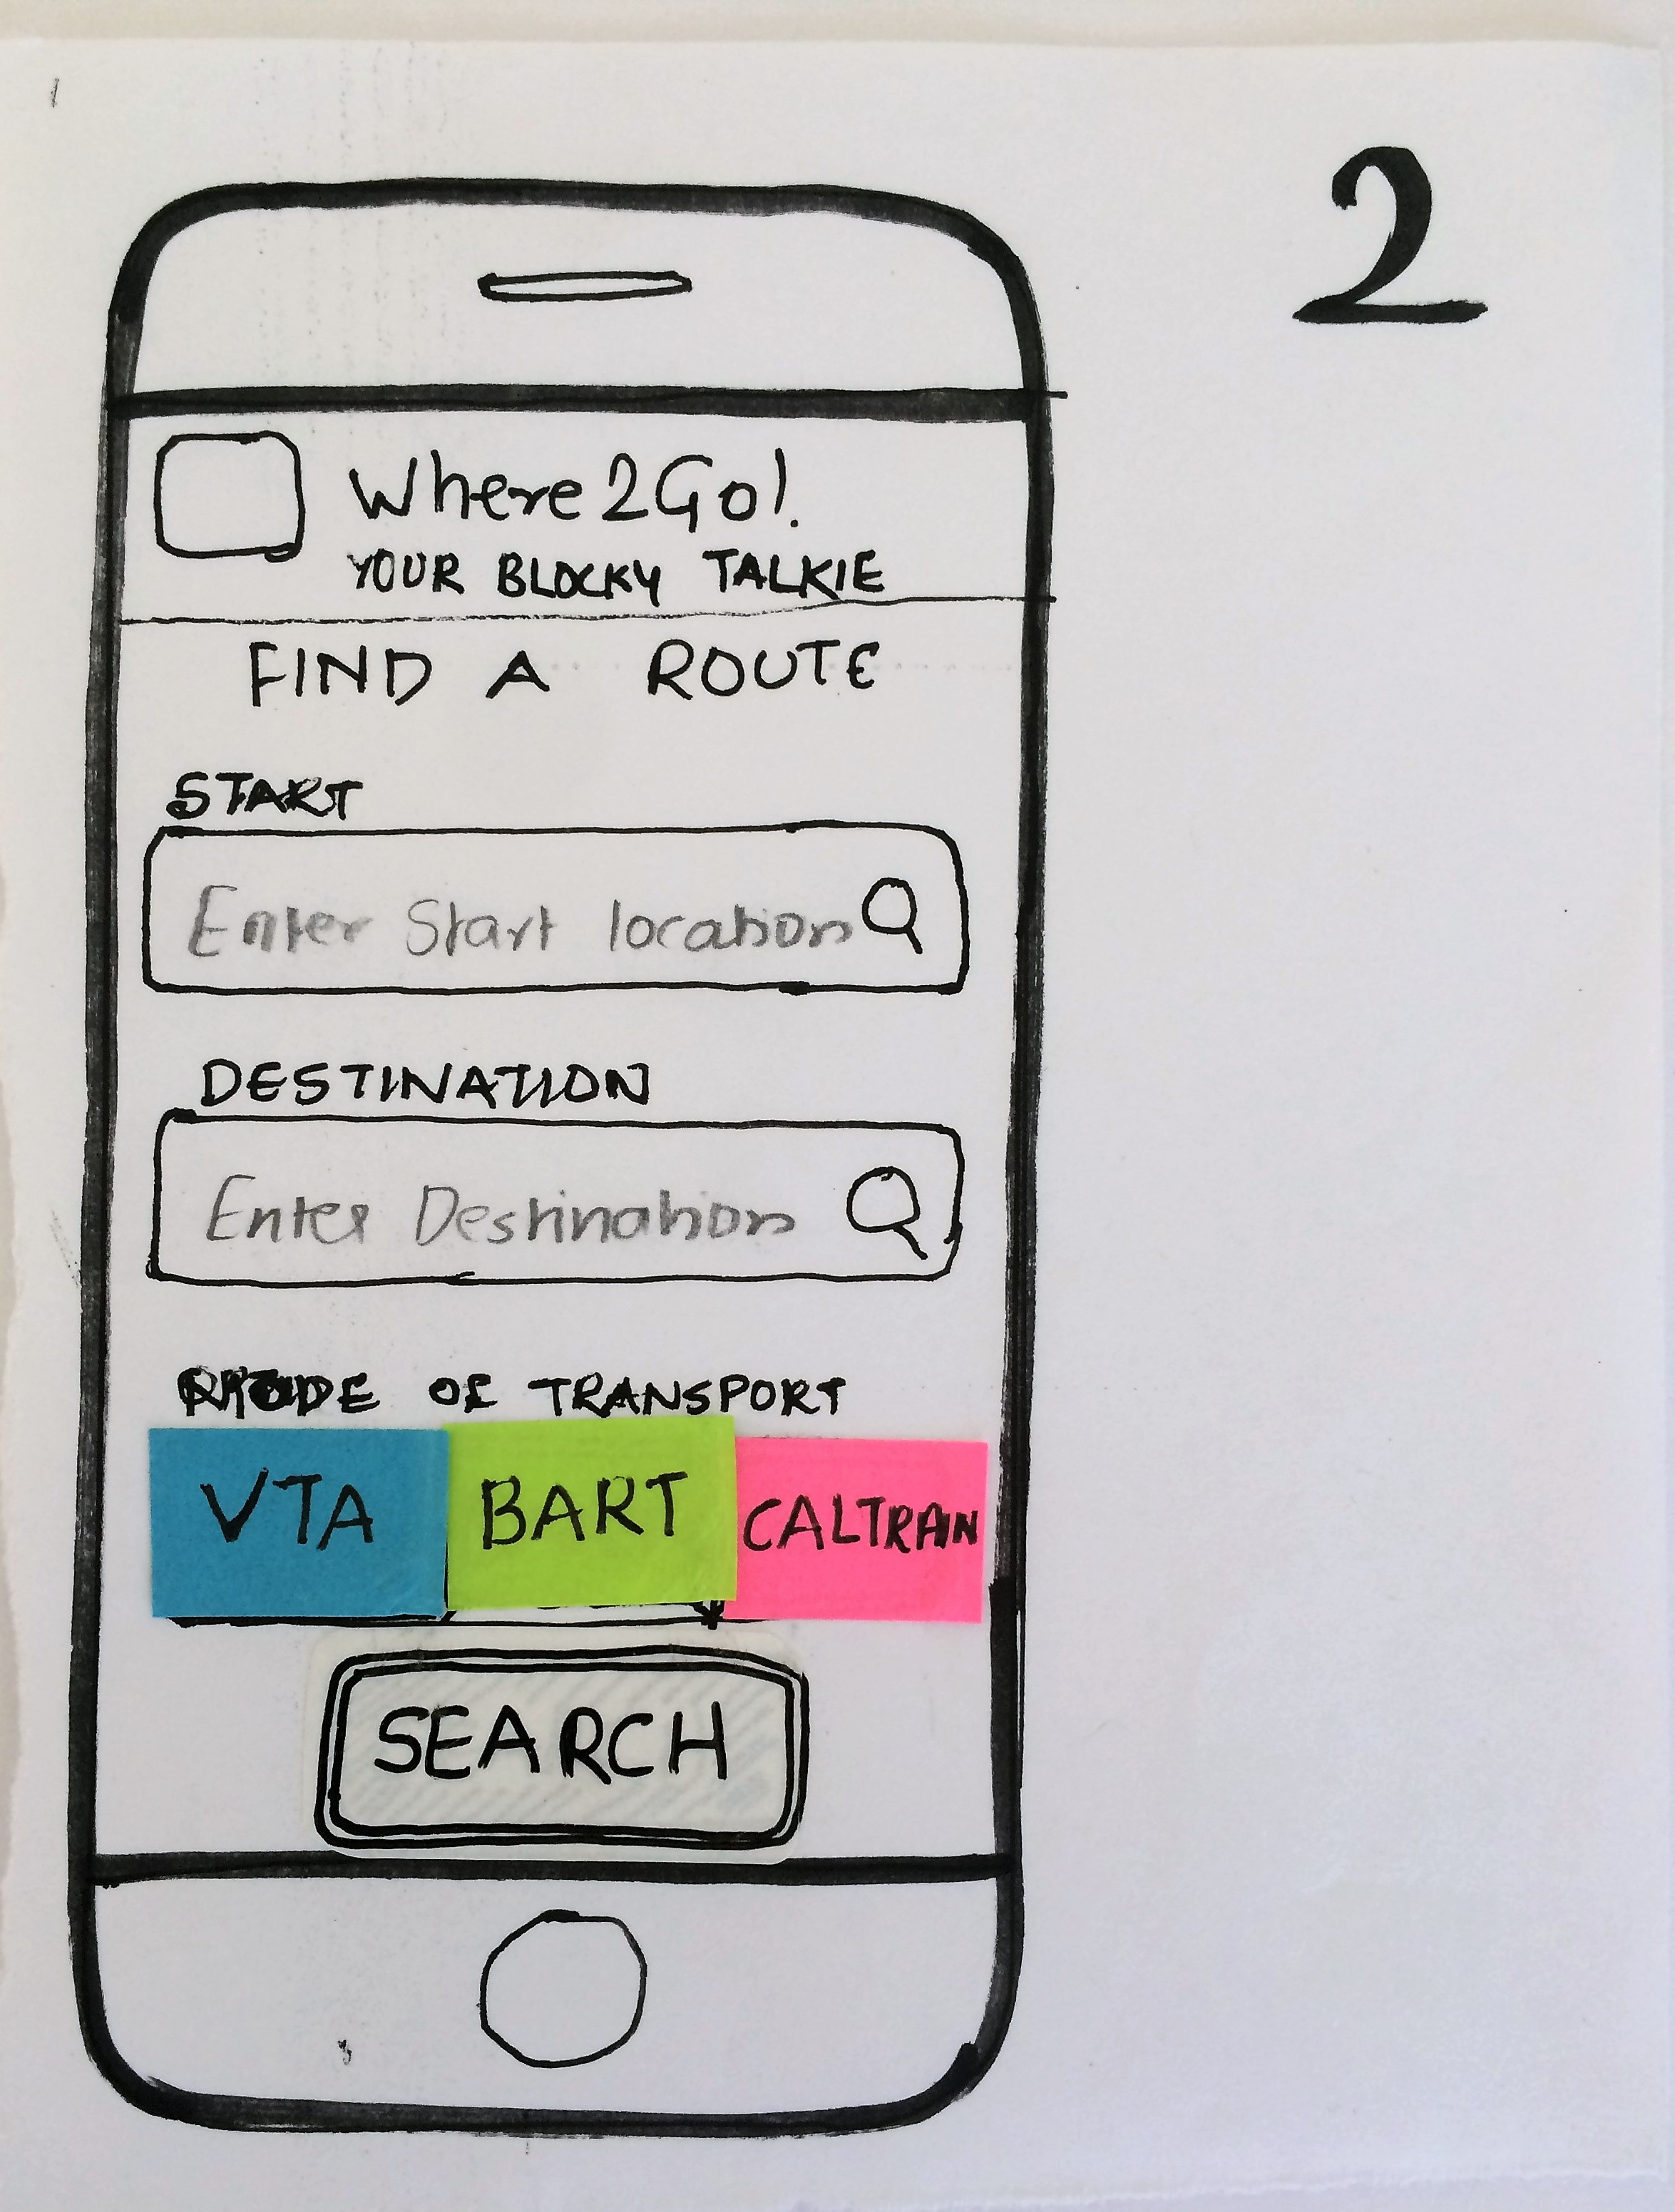 2
Where2Go!
YOUR BLOCKY TALKIE
FIND A ROUTE
START
Enter Start location
DESTINATION
Enter Destination
MODE OF TRANSPORT
VTA BART CALTRAIN
SEARCH